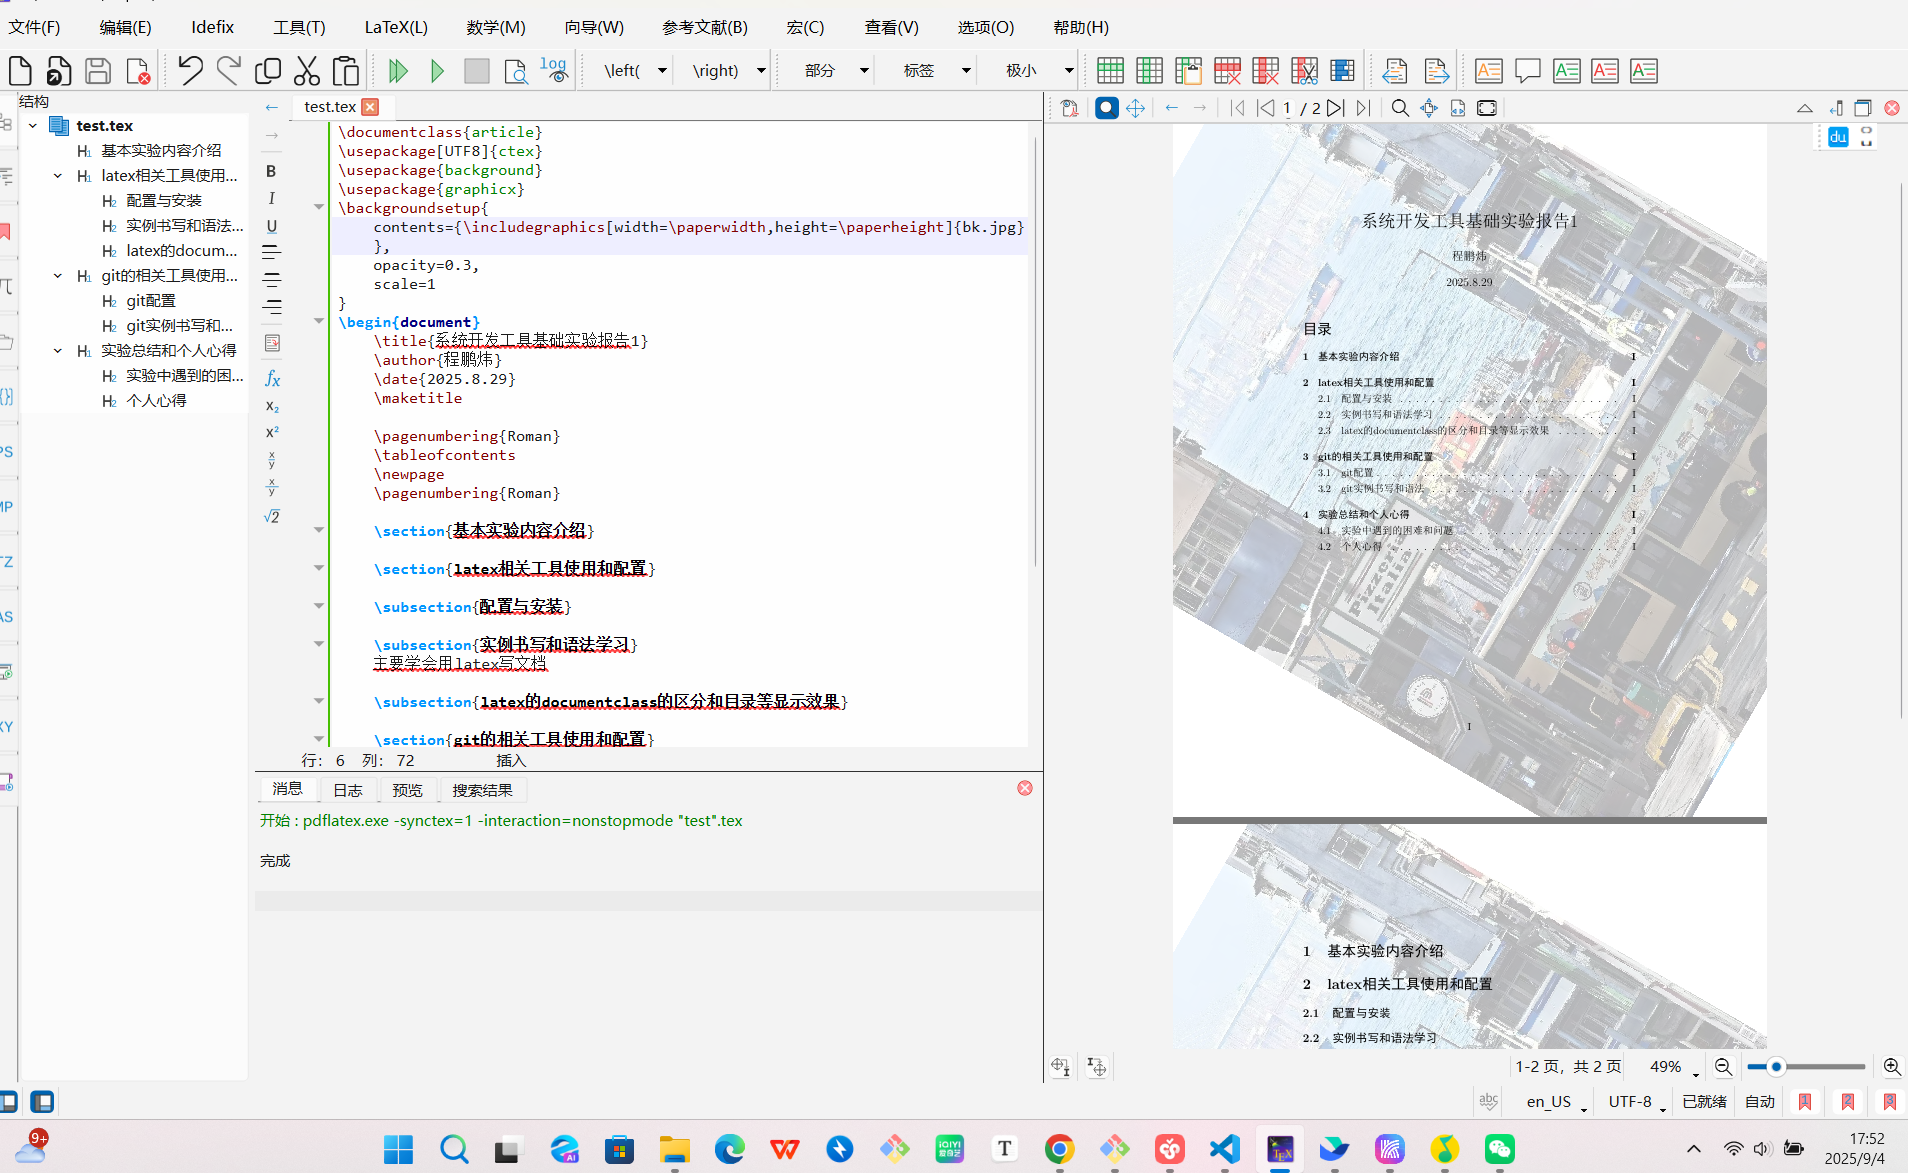 文件(F) 编辑(E) Idefix 工具(T) LaTeX(L) 数学(M) 向导(W) 参考文献(B) 宏(C) 查看(V) 选项(O) 帮助(H)
log \left( \right) 部分 标签 极小
结构
test.tex
基本实验内容介绍
latex相关工具使用...
配置与安装
实例书写和语法...
latex的docum...
git的相关工具使用...
git配置
git实例书写和...
实验总结和个人心得
实验中遇到的困...
个人心得
test.tex
\documentclass{article}
\usepackage[UTF8]{ctex}
\usepackage{background}
\usepackage{graphicx}
\backgroundsetup{
contents={\includegraphics[width=\paperwidth,height=\paperheight]{bk.jpg}
},
opacity=0.3,
scale=1
}
\begin{document}
\title{系统开发工具基础实验报告1}
\author{程鹏炜}
\date{2025.8.29}
\maketitle
\pagenumbering{Roman}
\tableofcontents
\newpage
\pagenumbering{Roman}
\section{基本实验内容介绍}
\section{latex相关工具使用和配置}
\subsection{配置与安装}
\subsection{实例书写和语法学习}
主要学会用latex写文档
\subsection{latex的documentclass的区分和目录等显示效果}
\section{git的相关工具使用和配置}
行: 6 列: 72 插入
消息 日志 预览 搜索结果
开始 : pdflatex.exe -synctex=1 -interaction=nonstopmode "test".tex
完成
1 / 2
du
系统开发工具基础实验报告1
程鹏炜
2025.8.29
目录
1 基本实验内容介绍 I
2 latex相关工具使用和配置 I
2.1 配置与安装 . . . . . . . . . . I
2.2 实例书写和语法学习 . . . . . . . . . . I
2.3 latex的documentclass的区分和目录等显示效果 . . . . . . . . I
3 git的相关工具使用和配置 I
3.1 git配置 . . . . . . . . . . I
3.2 git实例书写和语法 . . . . . . . . . . I
4 实验总结和个人心得 I
4.1 实验中遇到的困难和问题 . . . . . . . . . . I
4.2 个人心得 . . . . . . . . . . I
Pizzeria
Italia
I
1 基本实验内容介绍
2 latex相关工具使用和配置
2.1 配置与安装
2.2 实例书写和语法学习
1-2 页，共 2 页 49%
en_US UTF-8 已就绪 自动 1 2 3
9+
17:52
2025/9/4